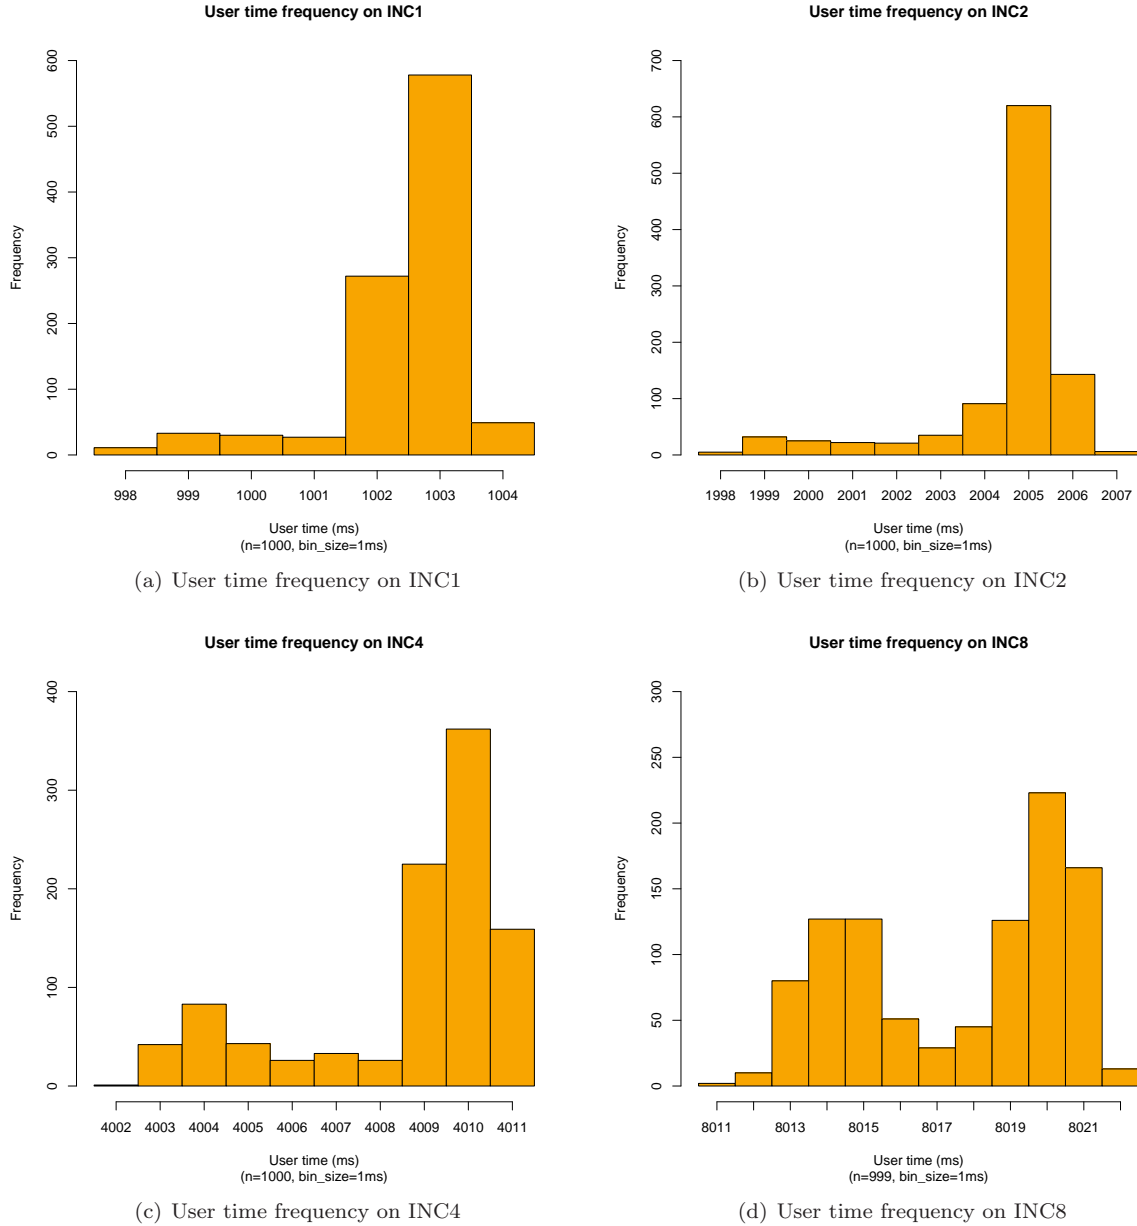 User time frequency on INC1
600
500
400
300
200
100
0
Frequency
998 999 1000 1001 1002 1003 1004
User time (ms)
(n=1000, bin_size=1ms)
(a) User time frequency on INC1
User time frequency on INC2
700
600
500
400
300
200
100
0
Frequency
1998 1999 2000 2001 2002 2003 2004 2005 2006 2007
User time (ms)
(n=1000, bin_size=1ms)
(b) User time frequency on INC2
User time frequency on INC4
400
300
200
100
0
Frequency
4002 4003 4004 4005 4006 4007 4008 4009 4010 4011
User time (ms)
(n=1000, bin_size=1ms)
(c) User time frequency on INC4
User time frequency on INC8
300
250
200
150
100
50
0
Frequency
8011 8013 8015 8017 8019 8021
User time (ms)
(n=999, bin_size=1ms)
(d) User time frequency on INC8